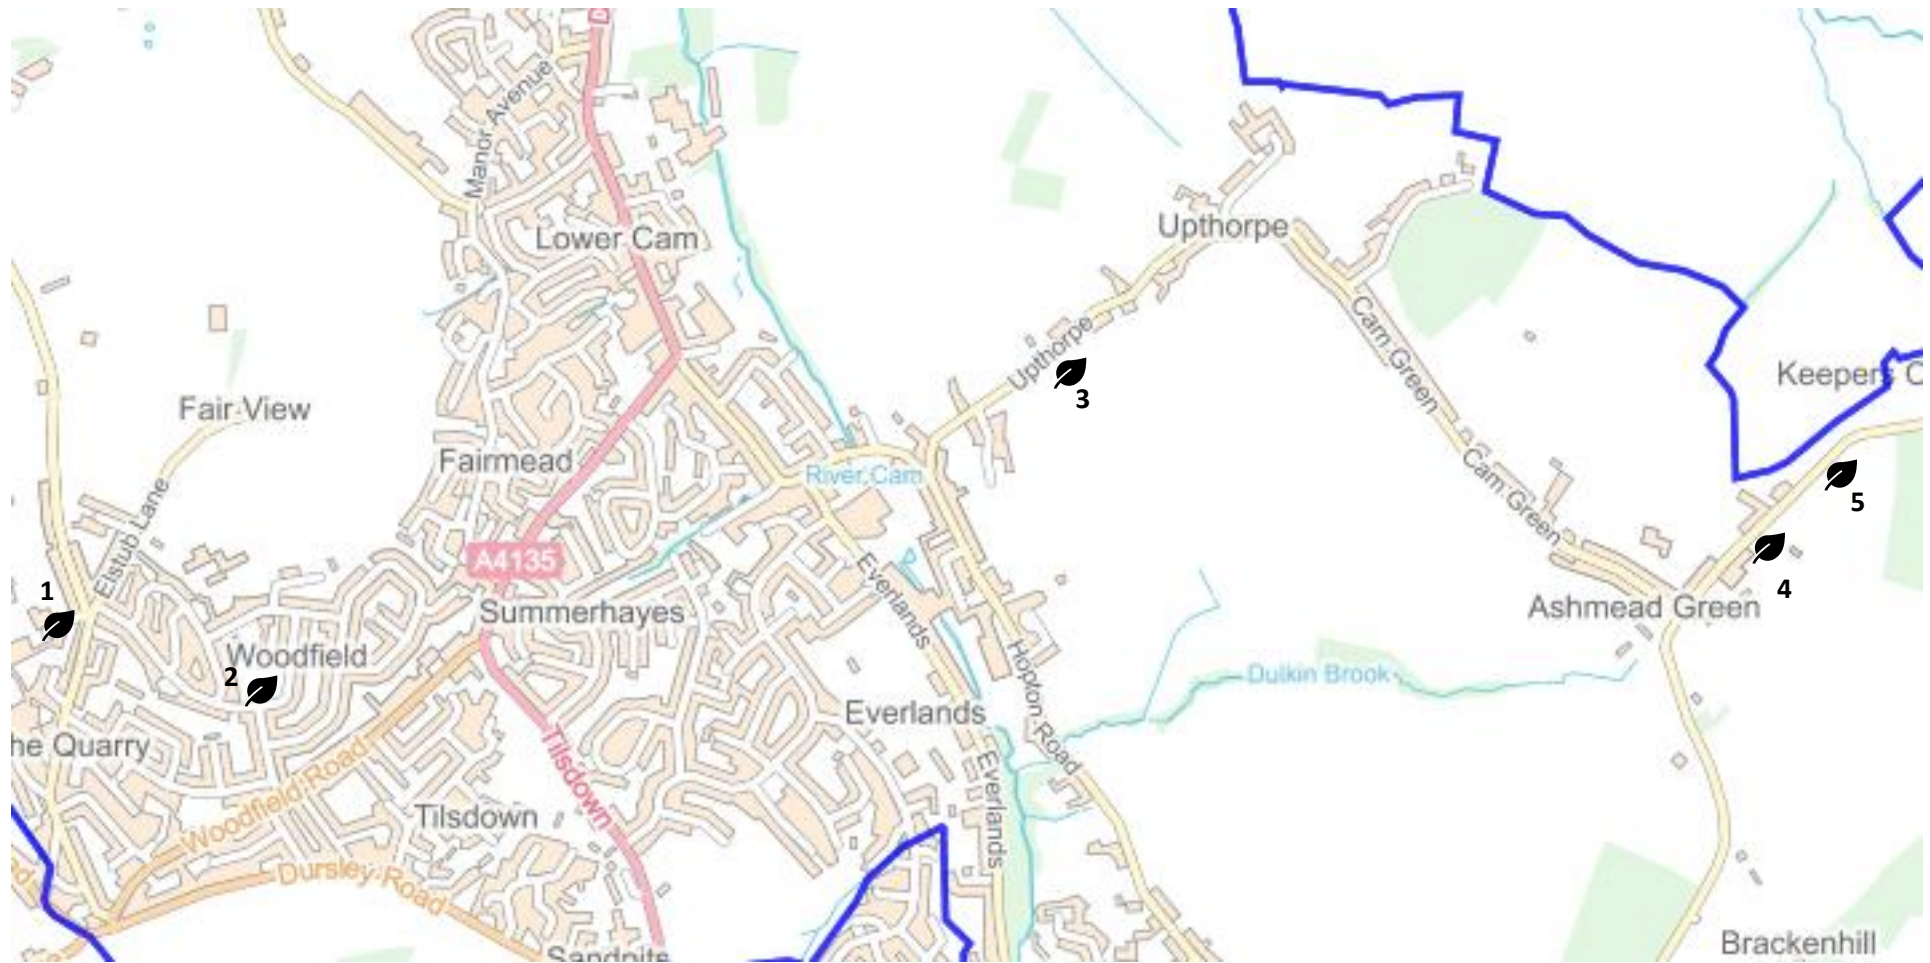 Manor Avenue
Lower Cam
Upthorpe
Upthorpe
3
Cam Green
Keepers C
Fair View
Fairmead
River Cam
Cam Green
5
Elstub Lane
A4135
Everlands
4
1
Summerhayes
Ashmead Green
Woodfield
2
Hopton Road
Dulkin Brook
Everlands
he Quarry
Tilsdown
Woodfield Road
Tilsdown
Everlands
Dursley Road
Brackenhill
Sandpits